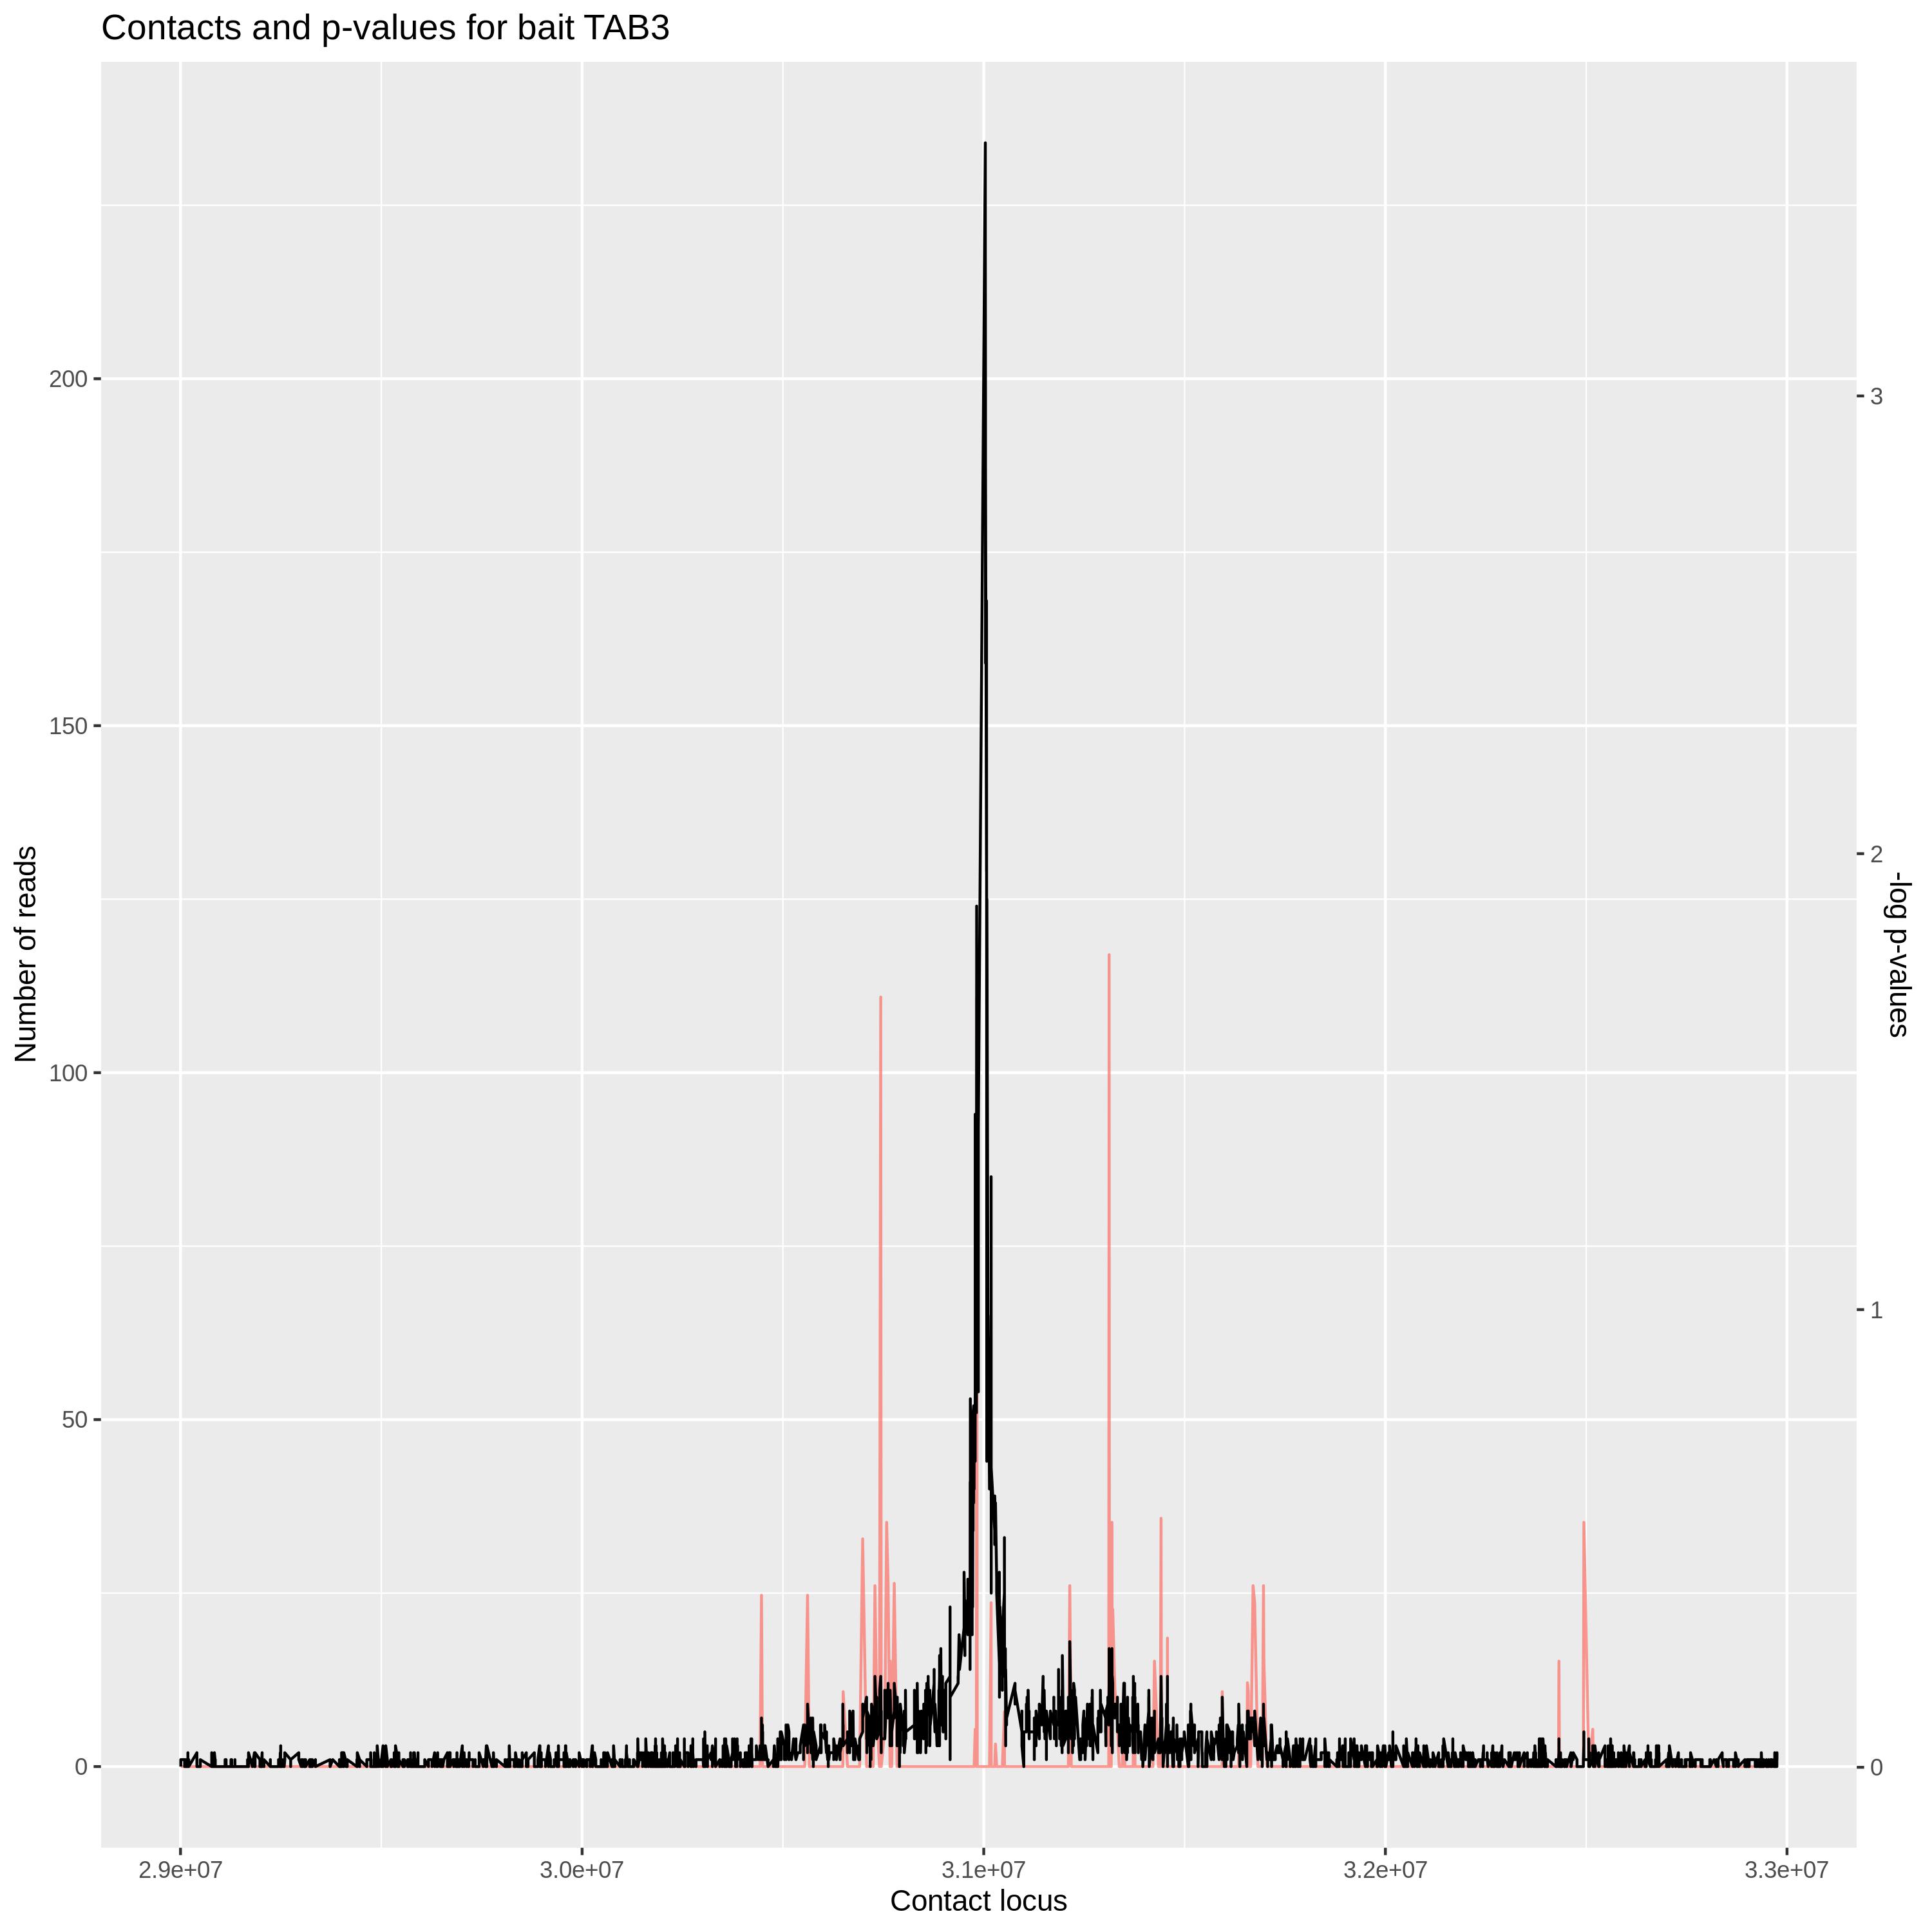 Contacts and p-values for bait TAB3
200
150
100
50
0
Number of reads
3
2
1
0
-log p-values
2.9e+07
3.0e+07
3.1e+07
3.2e+07
3.3e+07
Contact locus